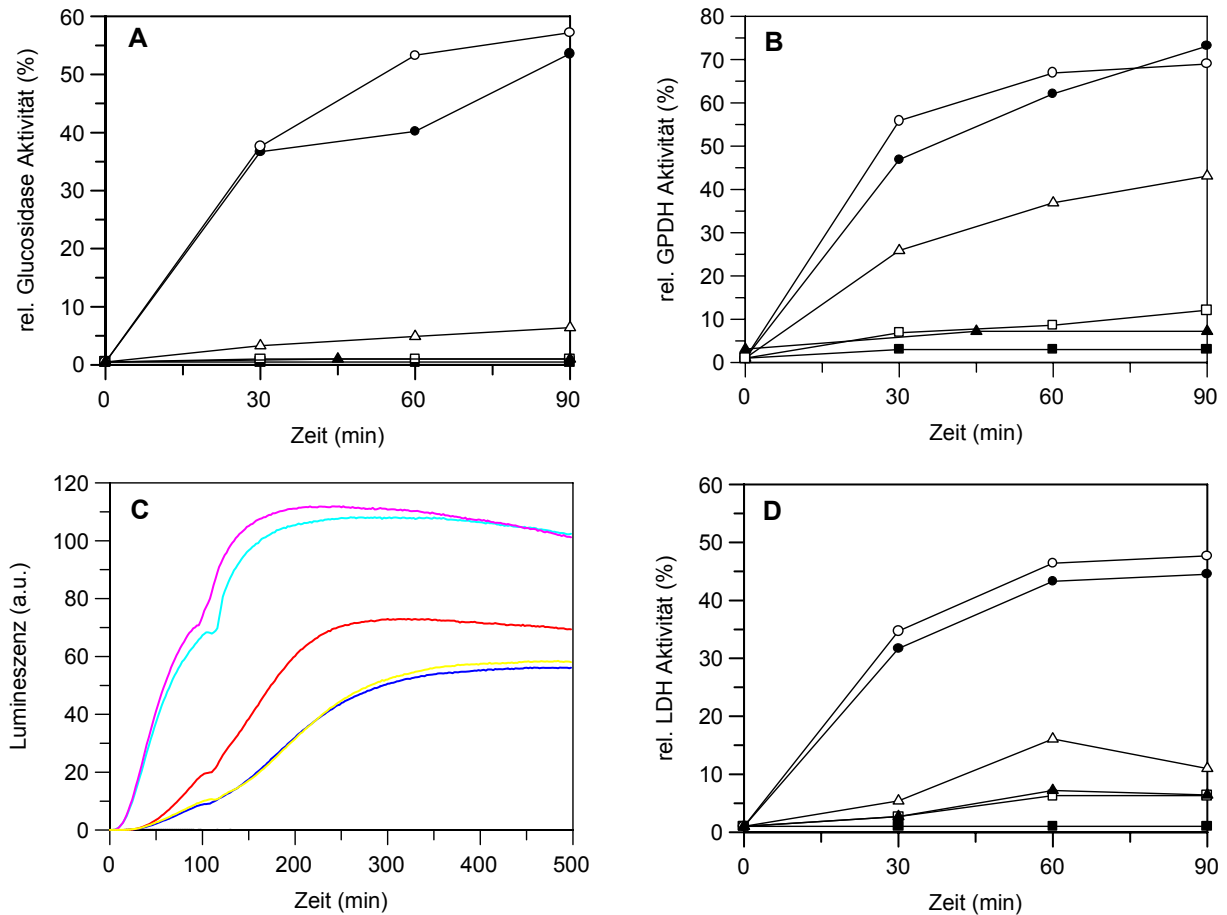 A
rel. Glucosidase Aktivität (%)
60
50
40
30
20
10
0
0 30 60 90
Zeit (min)
B
rel. GPDH Aktivität (%)
80
70
60
50
40
30
20
10
0
0 30 60 90
Zeit (min)
C
Lumineszenz (a.u.)
120
100
80
60
40
20
0
0 100 200 300 400 500
Zeit (min)
D
rel. LDH Aktivität (%)
60
50
40
30
20
10
0
0 30 60 90
Zeit (min)